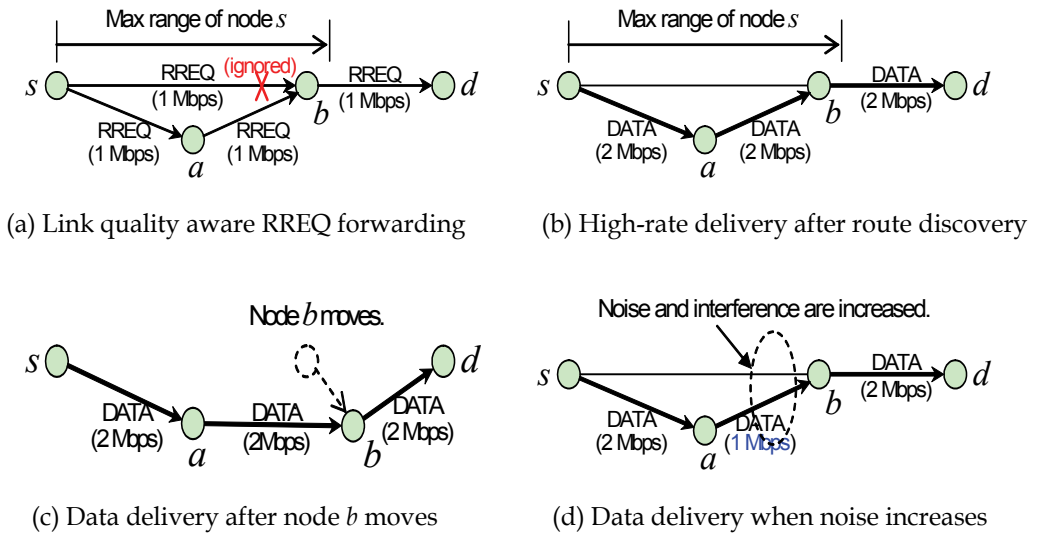 Max range of node s
RREQ (ignored)
(1 Mbps)
RREQ
(1 Mbps)
s
b
d
RREQ
(1 Mbps)
RREQ
(1 Mbps)
a
(a) Link quality aware RREQ forwarding
Max range of node s
DATA
(2 Mbps)
s
b
d
DATA
(2 Mbps)
DATA
(2 Mbps)
a
(b) High-rate delivery after route discovery
Node b moves.
s
d
DATA
(2 Mbps)
DATA
(2Mbps)
DATA
(2 Mbps)
a
b
(c) Data delivery after node b moves
Noise and interference are increased.
DATA
(2 Mbps)
s
b
d
DATA
(2 Mbps)
DATA
(1 Mbps)
a
(d) Data delivery when noise increases